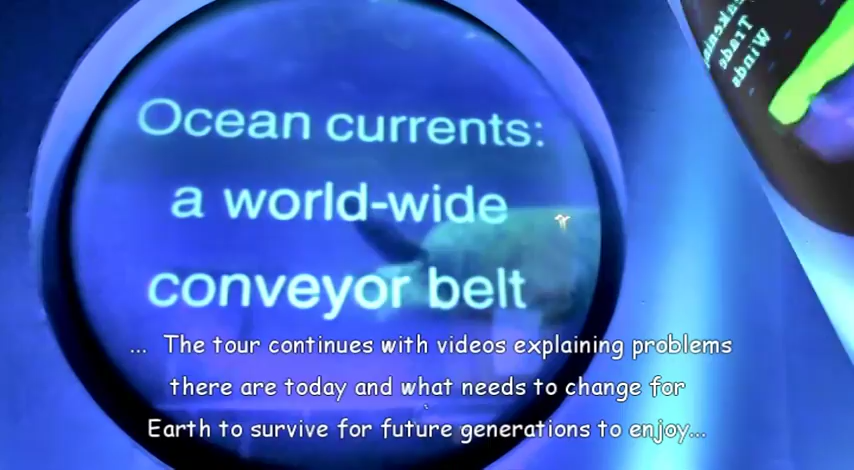 Ocean currents:
a world-wide
conveyor belt
... The tour continues with videos explaining problems
there are today and what needs to change for
Earth to survive for future generations to enjoy...
Trade
Winds